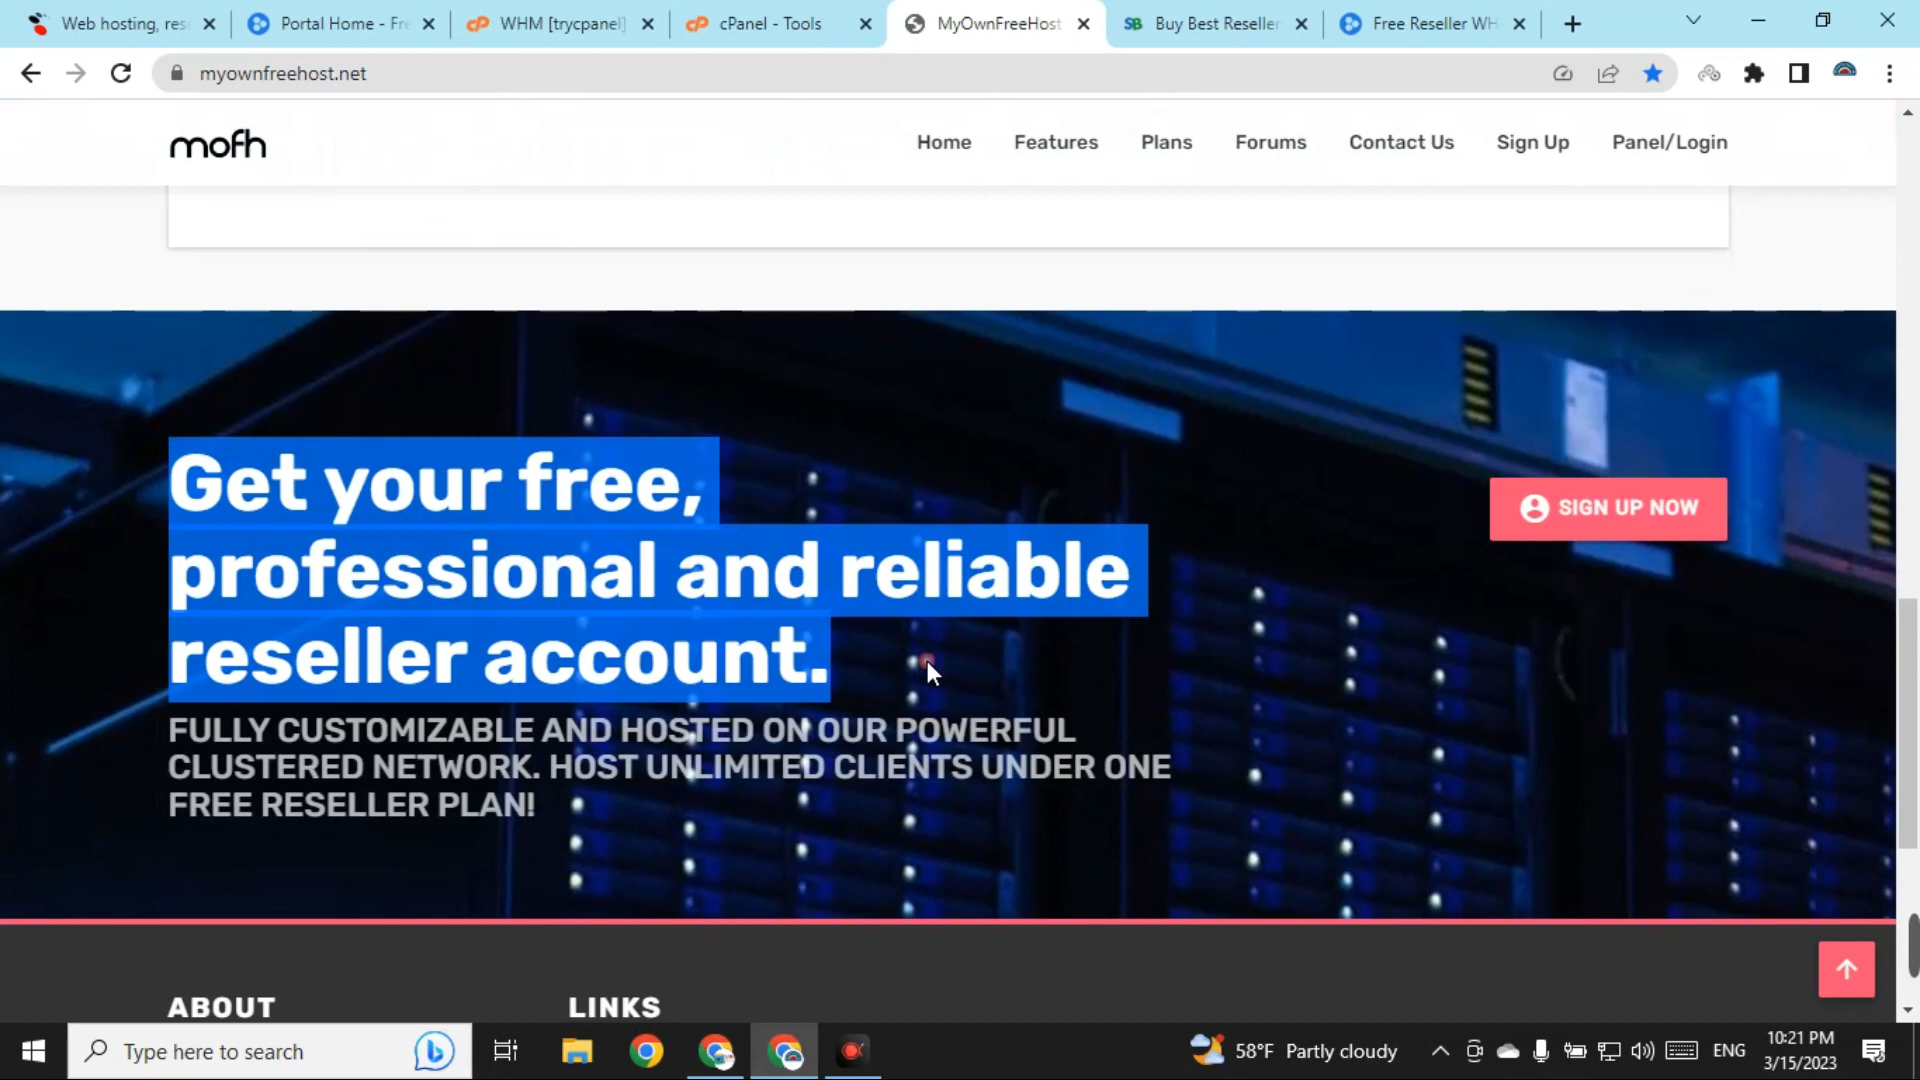 Web hosting, res
Portal Home - Fr
WHM [trycpanel]
cPanel - Tools
MyOwnFreeHost
SB Buy Best Reseller
Free Reseller WH
myownfreehost.net
mofh
Home Features Plans Forums Contact Us Sign Up Panel/Login
Get your free,
professional and reliable
reseller account.
SIGN UP NOW
FULLY CUSTOMIZABLE AND HOSTED ON OUR POWERFUL
CLUSTERED NETWORK. HOST UNLIMITED CLIENTS UNDER ONE
FREE RESELLER PLAN!
ABOUT LINKS
Type here to search
58°F Partly cloudy
ENG
10:21 PM
3/15/2023